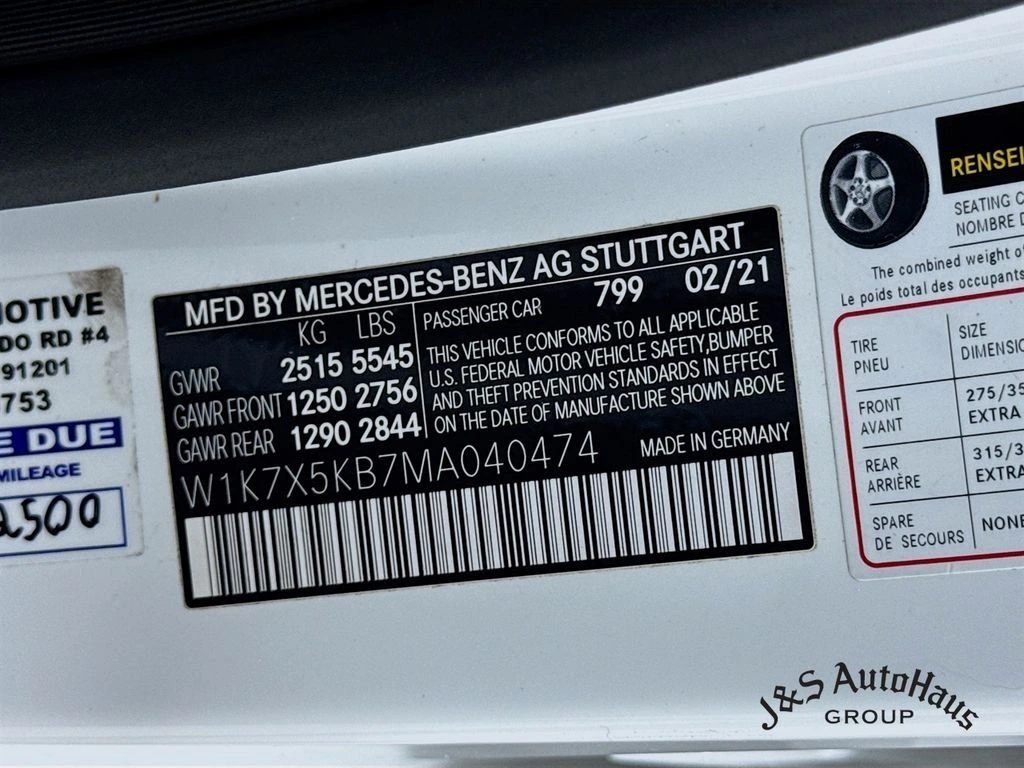 MOTIVE
DO RD #4
91201
753
E DUE
MILEAGE
2500
MFD BY MERCEDES-BENZ AG STUTTGART
KG LBS PASSENGER CAR 799 02/21
GVWR 2515 5545
GAWR FRONT 1250 2756
GAWR REAR 1290 2844
THIS VEHICLE CONFORMS TO ALL APPLICABLE
U.S. FEDERAL MOTOR VEHICLE SAFETY, BUMPER
AND THEFT PREVENTION STANDARDS IN EFFECT
ON THE DATE OF MANUFACTURE SHOWN ABOVE
W1K7X5KB7MA040474 MADE IN GERMANY
RENSEI
SEATING C
NOMBRE D
The combined weight o
Le poids total des occupants
TIRE
PNEU
SIZE
DIMENSIO
FRONT
AVANT
275/35
EXTRA
REAR
ARRIÈRE
315/3
EXTRA
SPARE
DE SECOURS
NONE
J&S AutoHaus
GROUP